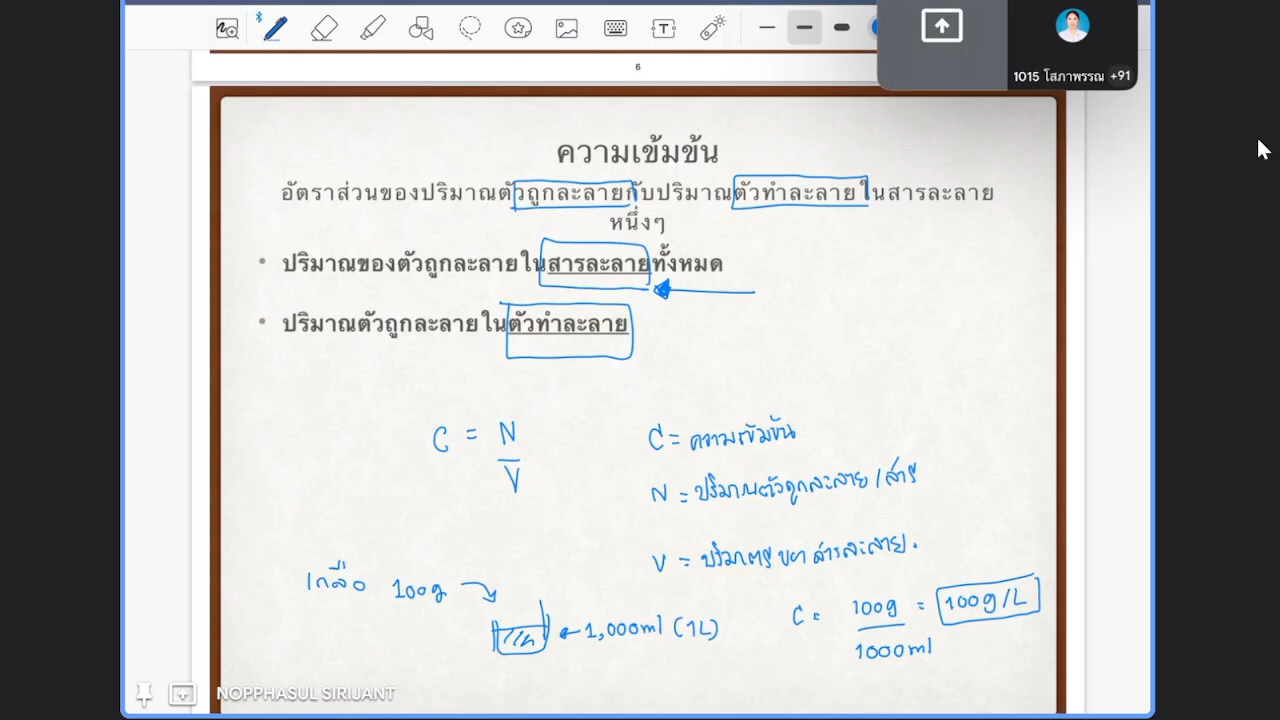 6
1015 โสภาพรรณ +91
ความเข้มข้น
อัตราส่วนของปริมาณตัวถูกละลายกับปริมาณตัวทำละลายในสารละลาย
หนึ่งๆ
• ปริมาณของตัวถูกละลายในสารละลายทั้งหมด
• ปริมาณตัวถูกละลายในตัวทำละลาย
C = N
V
C = ความเข้มข้น
N = ปริมาณตัวถูกละลาย/สาร
V = ปริมาตรของสารละลาย.
เกลือ 100g
1,000ml (1L)
C = 100g = 100g/L
1000ml
NOPPHASUL SIRIJANT